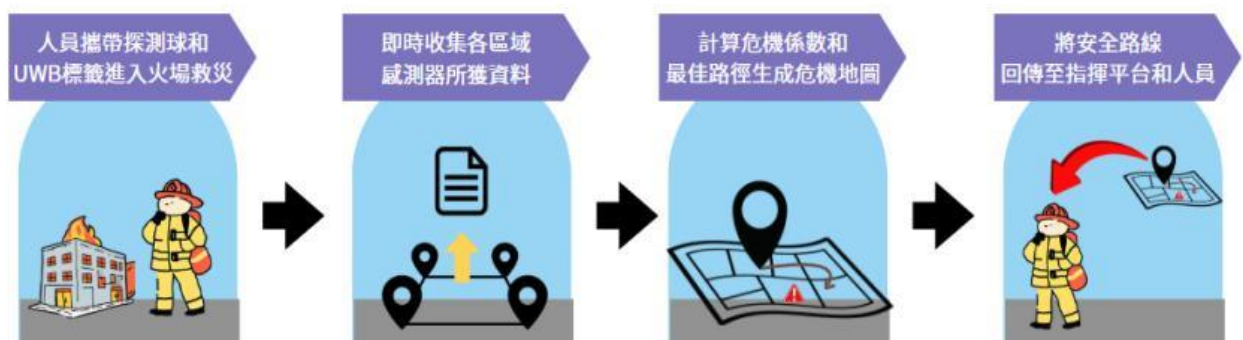 人員攜帶探測球和
UWB標籤進入火場救災
即時收集各區域
感測器所獲資料
計算危機係數和
最佳路徑生成危機地圖
將安全路線
回傳至指揮平台和人員